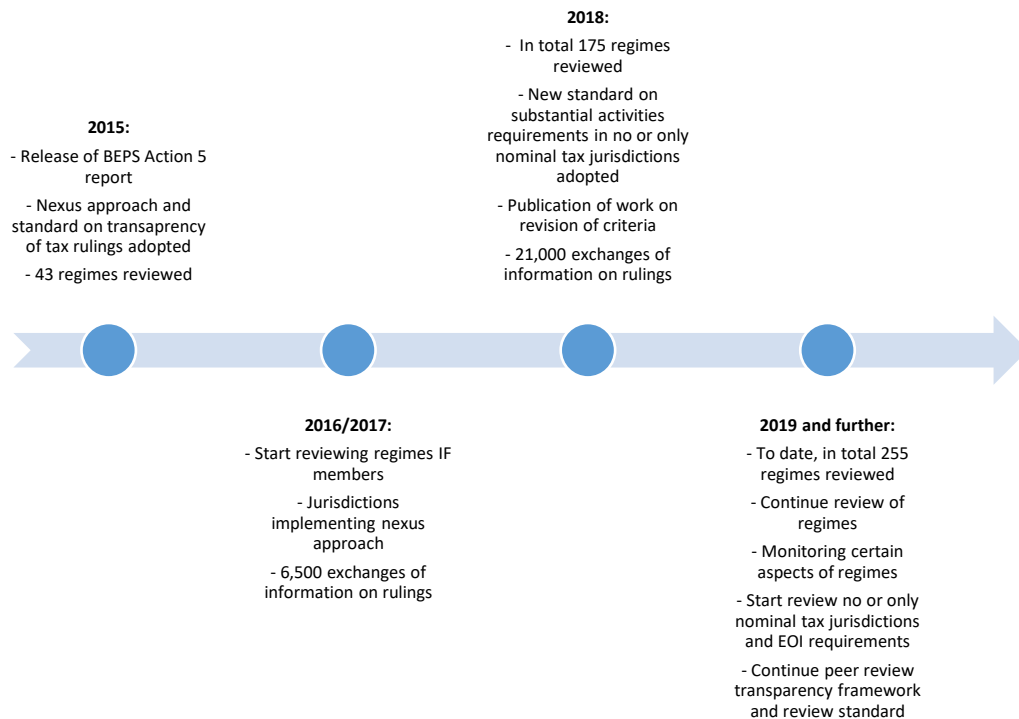 2015:
- Release of BEPS Action 5
report
- Nexus approach and
standard on transaprency
of tax rulings adopted
- 43 regimes reviewed
2016/2017:
- Start reviewing regimes IF
members
- Jurisdictions
implementing nexus
approach
- 6,500 exchanges of
information on rulings
2018:
- In total 175 regimes
reviewed
- New standard on
substantial activities
requirements in no or only
nominal tax jurisdictions
adopted
- Publication of work on
revision of criteria
- 21,000 exchanges of
information on rulings
2019 and further:
- To date, in total 255
regimes reviewed
- Continue review of
regimes
- Monitoring certain
aspects of regimes
- Start review no or only
nominal tax jurisdictions
and EOI requirements
- Continue peer review
transparency framework
and review standard